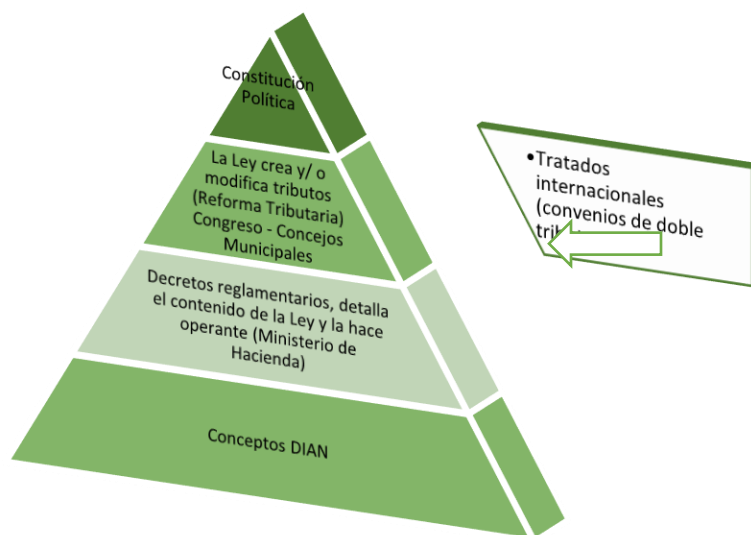 Constitución
Política
La Ley crea y/ o
modifica tributos
(Reforma Tributaria)
Congreso - Concejos
Municipales
Decretos reglamentarios, detalla
el contenido de la Ley y la hace
operante (Ministerio de
Hacienda)
Conceptos DIAN
•Tratados
internacionales
(convenios de doble